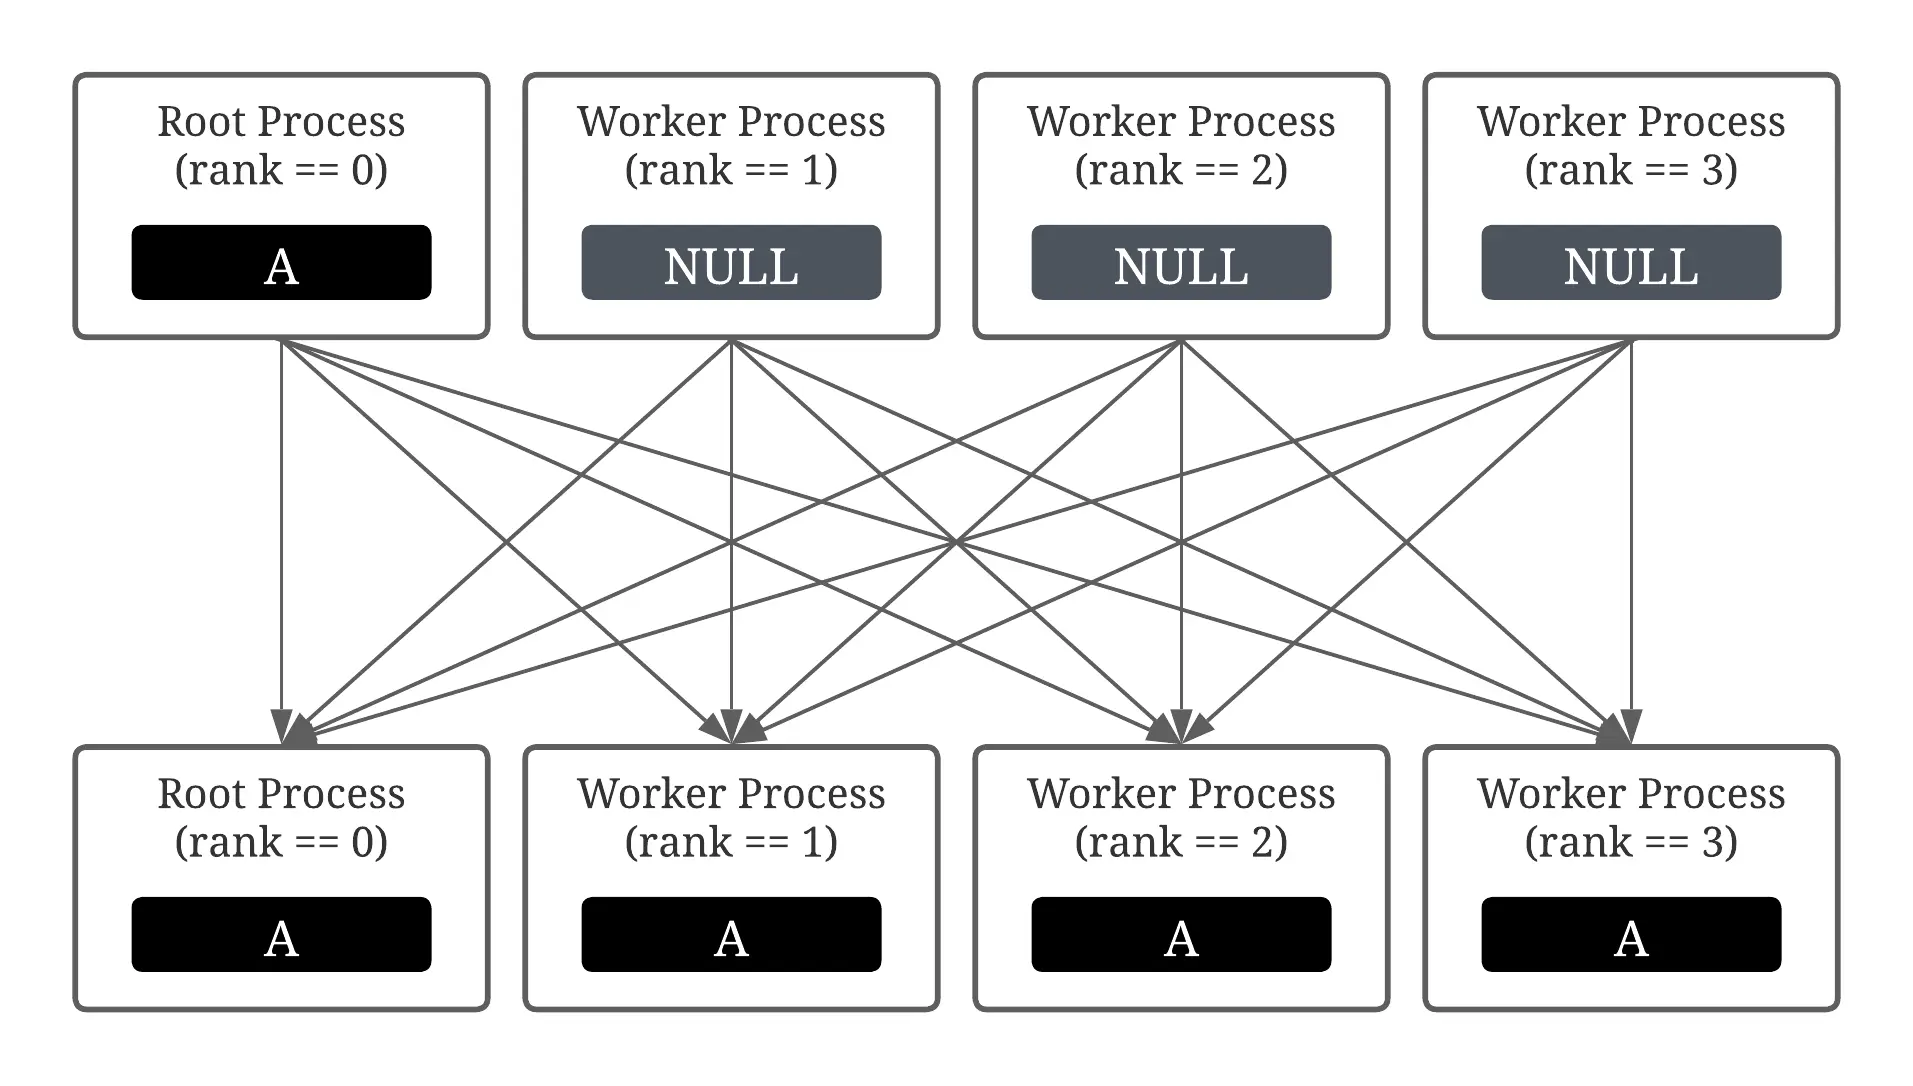 Root Process
(rank == 0)
A
Worker Process
(rank == 1)
NULL
Worker Process
(rank == 2)
NULL
Worker Process
(rank == 3)
NULL
Root Process
(rank == 0)
A
Worker Process
(rank == 1)
A
Worker Process
(rank == 2)
A
Worker Process
(rank == 3)
A